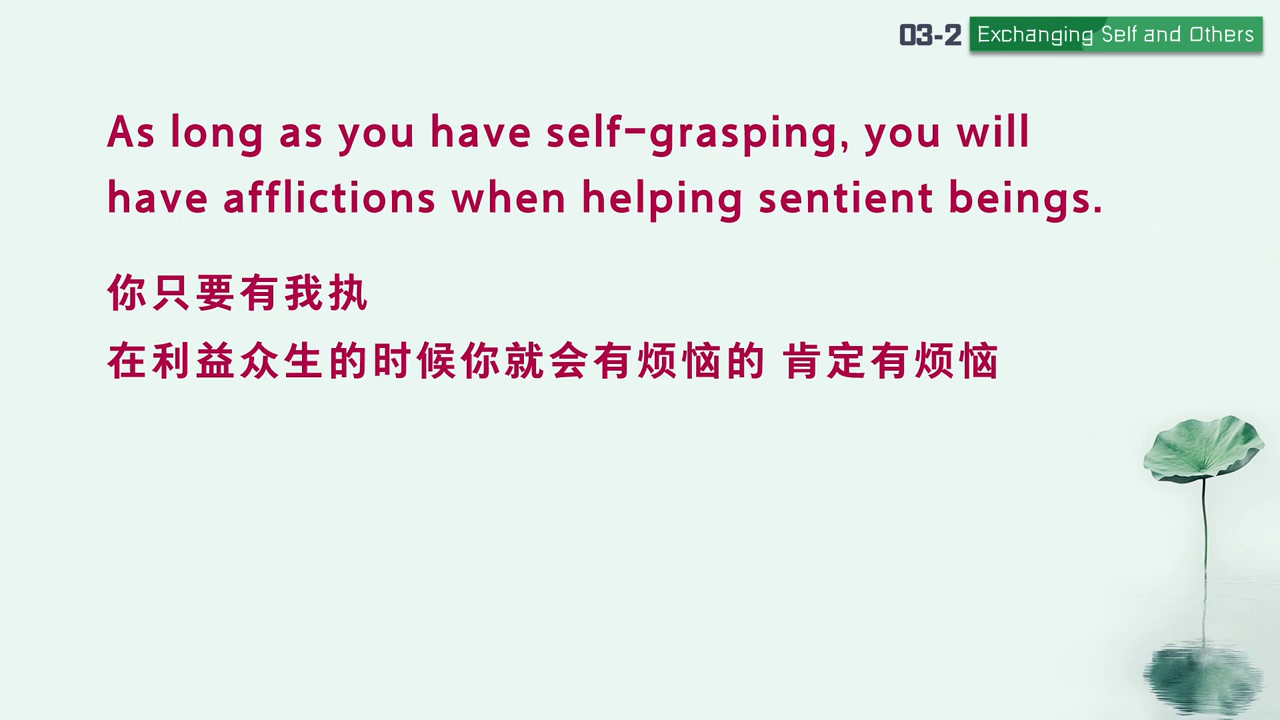 03-2 Exchanging Self and Others
As long as you have self-grasping, you will
have afflictions when helping sentient beings.
你只要有我执
在利益众生的时候你就会有烦恼的 肯定有烦恼